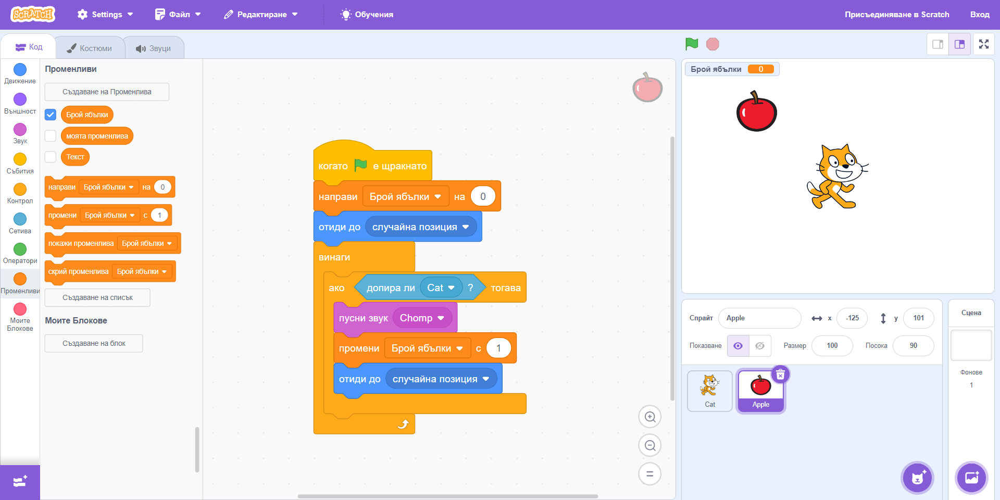 SCRATCH Settings Файл Редактиране Обучения Присъединяване в Scratch Вход
Код Костюми Звуци
Движение
Външност
Звук
Събития
Контрол
Сетива
Оператори
Променливи
Моите
Блокове
Променливи
Създаване на Променлива
Брой ябълки
моята променлива
Текст
направи Брой ябълки на 0
промени Брой ябълки с 1
покажи променлива Брой ябълки
скрий променлива Брой ябълки
Създаване на списък
Моите Блокове
Създаване на блок
когато е щракнато
направи Брой ябълки на 0
отиди до случайна позиция
винаги
ако допира ли Cat ? тогава
пусни звук Chomp
промени Брой ябълки с 1
отиди до случайна позиция
Брой ябълки 0
Спрайт Apple x -125 y 101
Показване Размер 100 Посока 90
Cat
Apple
Сцена
Фонове
1